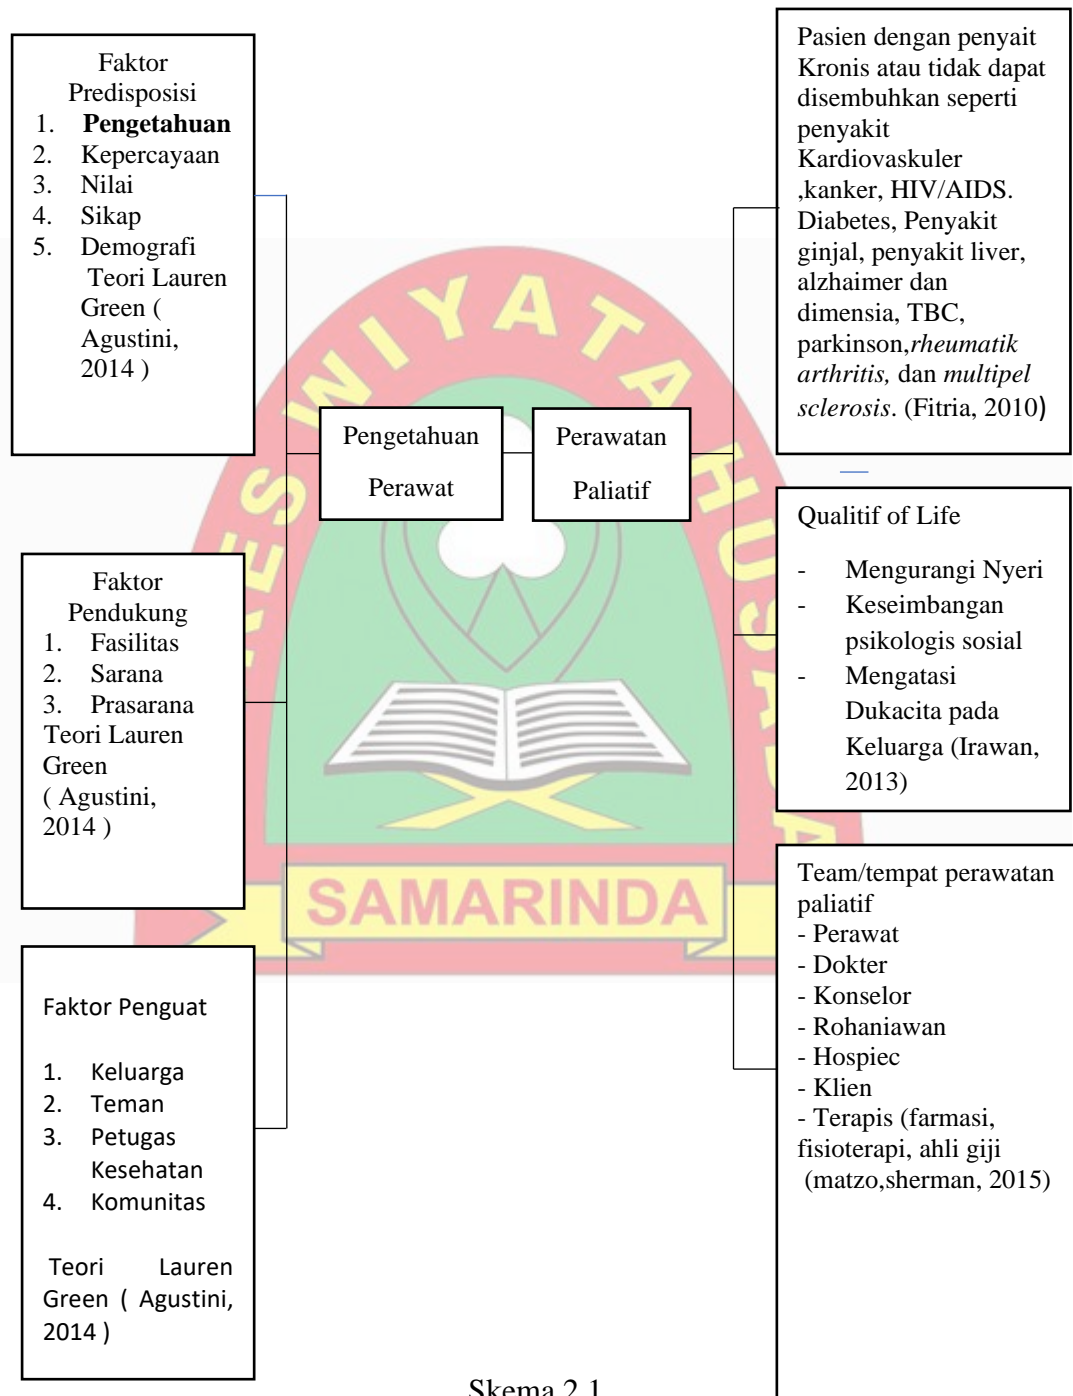 Faktor
Predisposisi
1. Pengetahuan
2. Kepercayaan
3. Nilai
4. Sikap
5. Demografi
Teori Lauren
Green (
Agustini,
2014 )
Faktor
Pendukung
1. Fasilitas
2. Sarana
3. Prasarana
Teori Lauren
Green
( Agustini,
2014 )
Faktor Penguat
1. Keluarga
2. Teman
3. Petugas
Kesehatan
4. Komunitas
Teori Lauren
Green ( Agustini,
2014 )
Pengetahuan
Perawat
Perawatan
Paliatif
Pasien dengan penyait
Kronis atau tidak dapat
disembuhkan seperti
penyakit
Kardiovaskuler
,kanker, HIV/AIDS.
Diabetes, Penyakit
ginjal, penyakit liver,
alzhaimer dan
dimensia, TBC,
parkinson,rheumatik
arthritis, dan multipel
sclerosis. (Fitria, 2010)
Qualitif of Life
- Mengurangi Nyeri
- Keseimbangan
psikologis sosial
- Mengatasi
Dukacita pada
Keluarga (Irawan,
2013)
Team/tempat perawatan
paliatif
- Perawat
- Dokter
- Konselor
- Rohaniawan
- Hospiec
- Klien
- Terapis (farmasi,
fisioterapi, ahli giji
(matzo,sherman, 2015)
WIYATA HUSADA
SAMARINDA
Skema 2.1